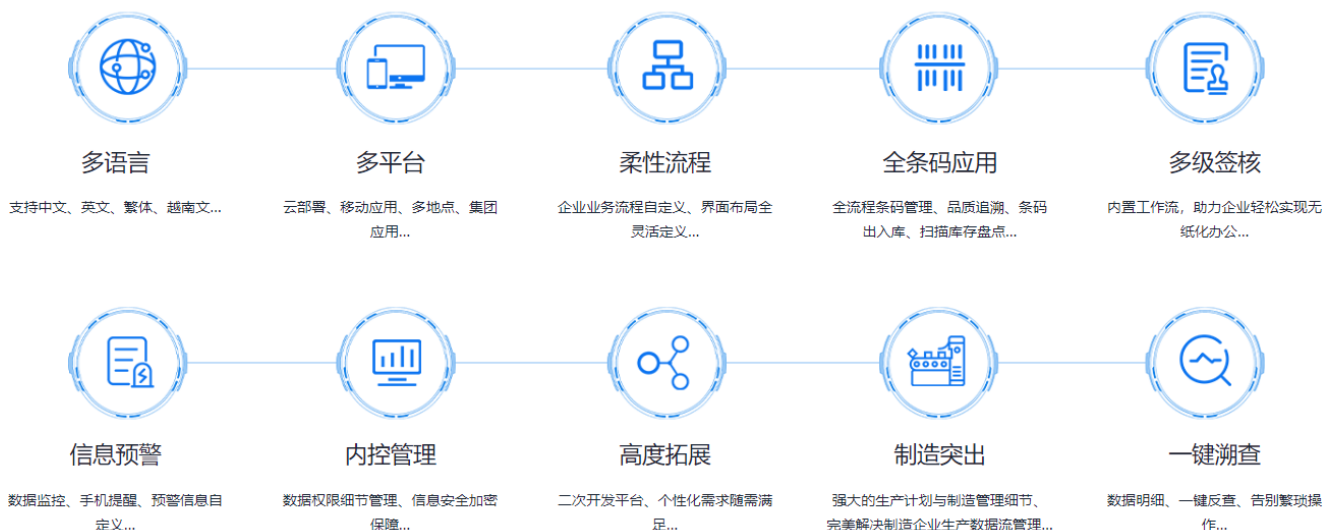 多语言
多平台
柔性流程
全条码应用
多级签核
支持中文、英文、繁体、越南文...
云部署、移动应用、多地点、集团
应用...
企业业务流程自定义、界面布局全
灵活定义...
全流程条码管理、品质追溯、条码
出入库、扫描库存盘点...
内置工作流，助力企业轻松实现无
纸化办公...
信息预警
内控管理
高度拓展
制造突出
一键溯查
数据监控、手机提醒、预警信息自
定义...
数据权限细节管理、信息安全加密
保障...
二次开发平台、个性化需求随需满
足...
强大的生产计划与制造管理细节、
完美解决制造企业生产数据流管理...
数据明细、一键反查、告别繁琐操
作...